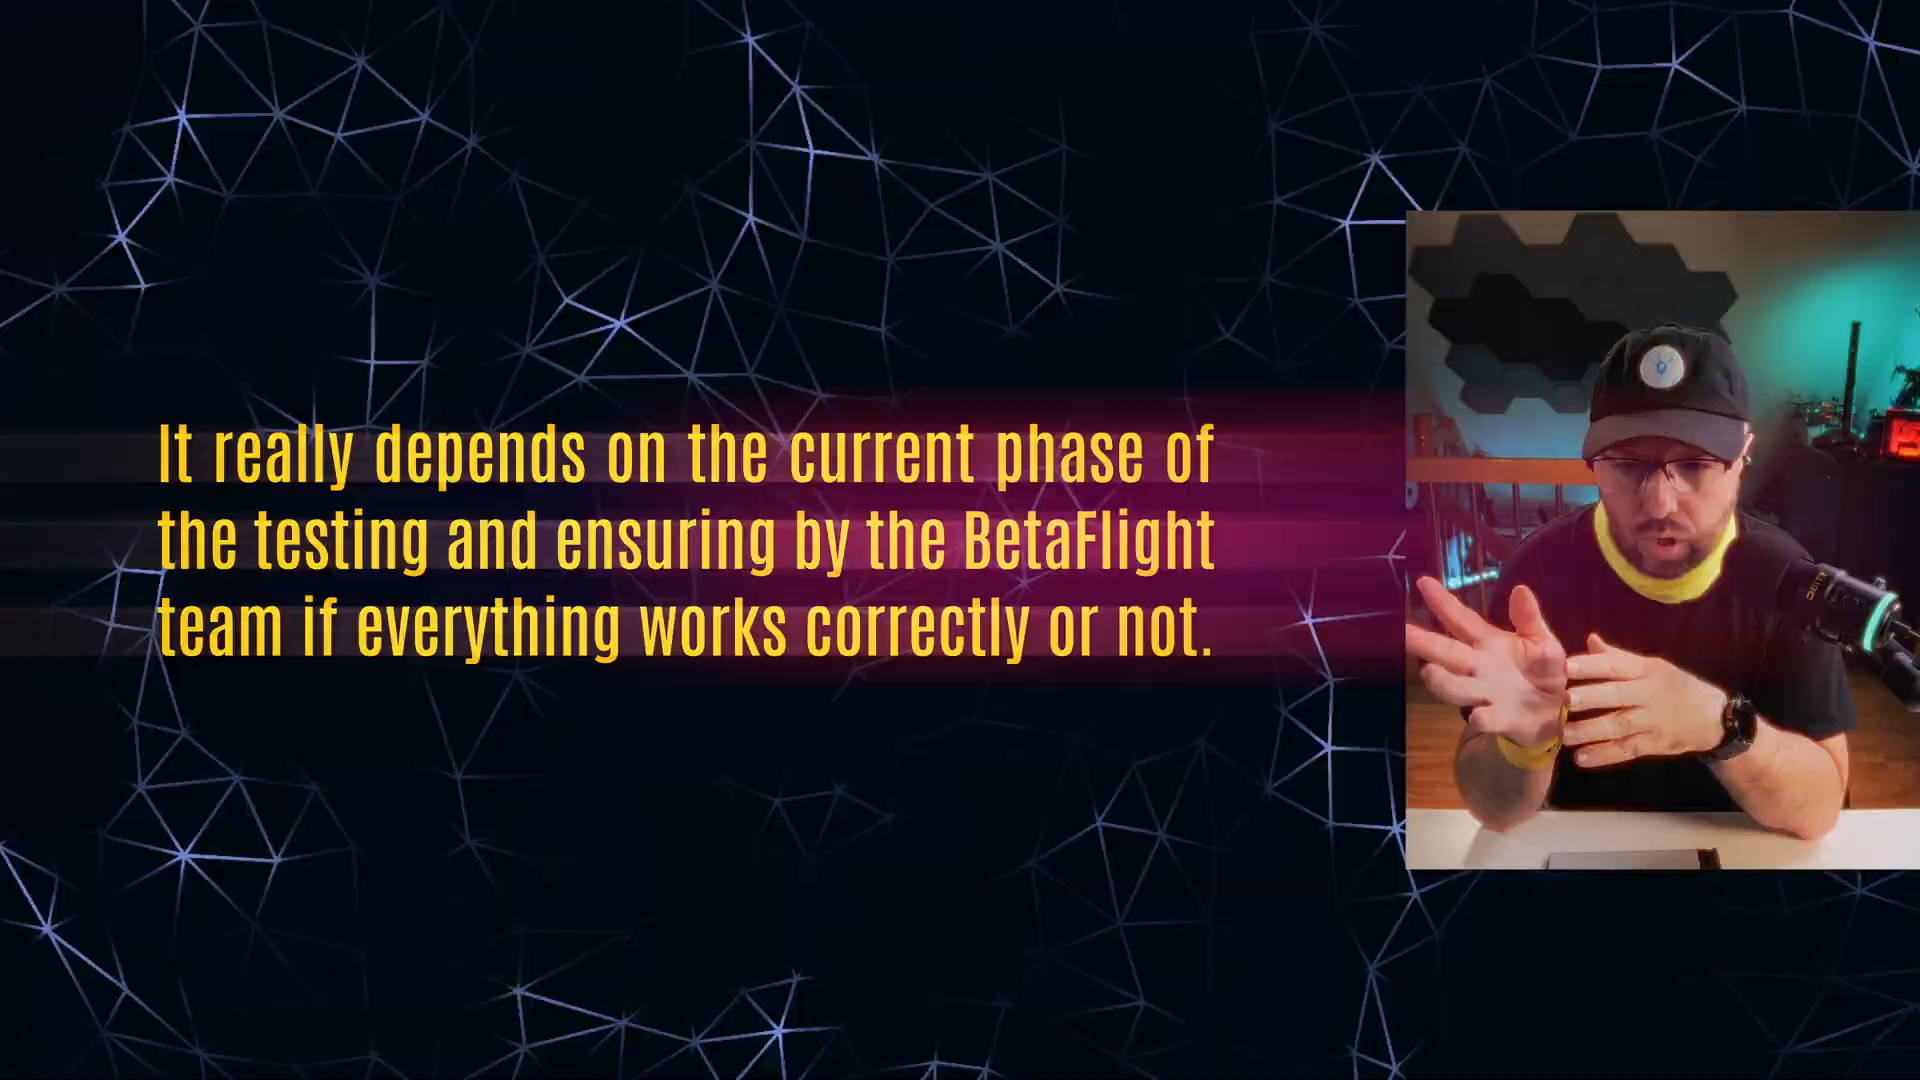 It really depends on the current phase of
the testing and ensuring by the BetaFlight
team if everything works correctly or not.
DEITY